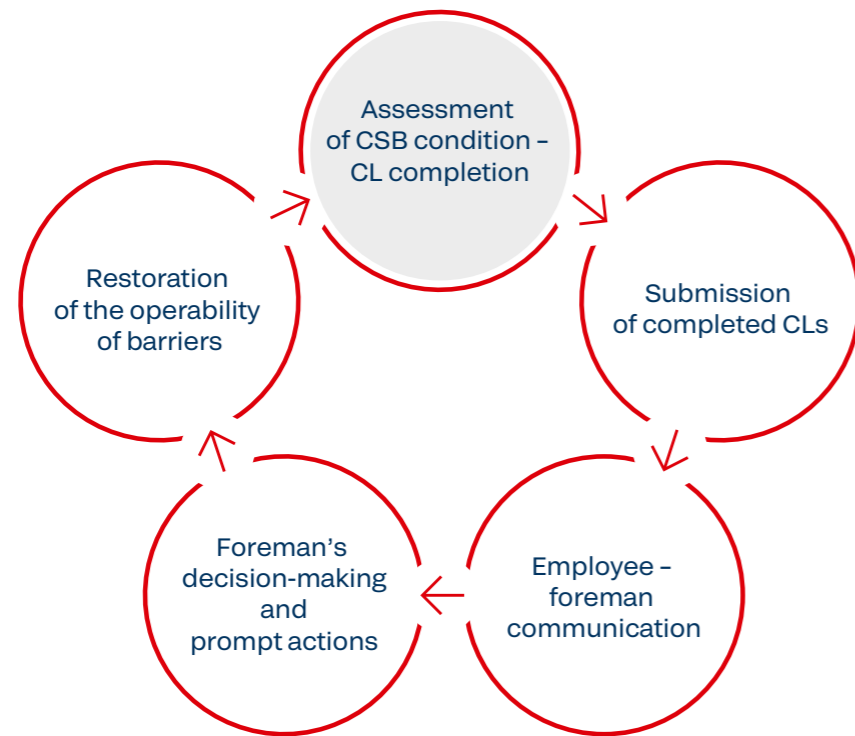 Assessment
of CSB condition –
CL completion
Submission
of completed CLs
Employee –
foreman
communication
Foreman’s
decision-making
and
prompt actions
Restoration
of the operability
of barriers